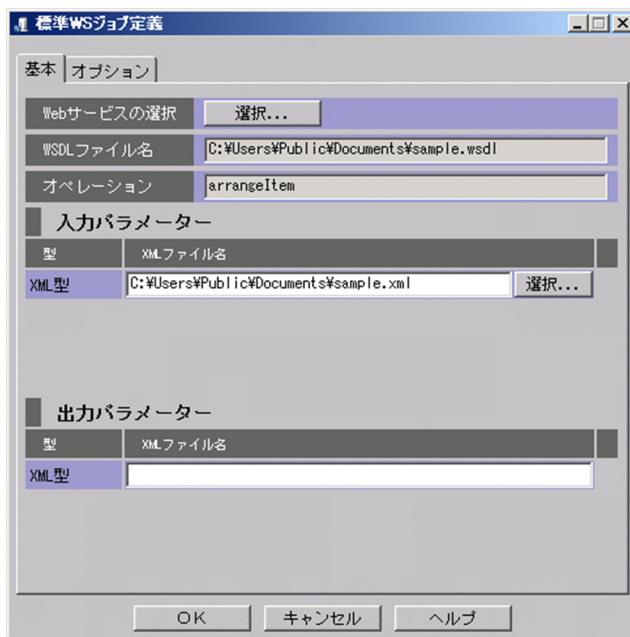 標準WSジョブ定義
基本 オプション
Webサービスの選択 選択...
WSDLファイル名 C:¥Users¥Public¥Documents¥sample.wsdl
オペレーション arrangeItem
入力パラメーター
型 XMLファイル名
XML型 C:¥Users¥Public¥Documents¥sample.xml 選択...
出力パラメーター
型 XMLファイル名
XML型
OK キャンセル ヘルプ